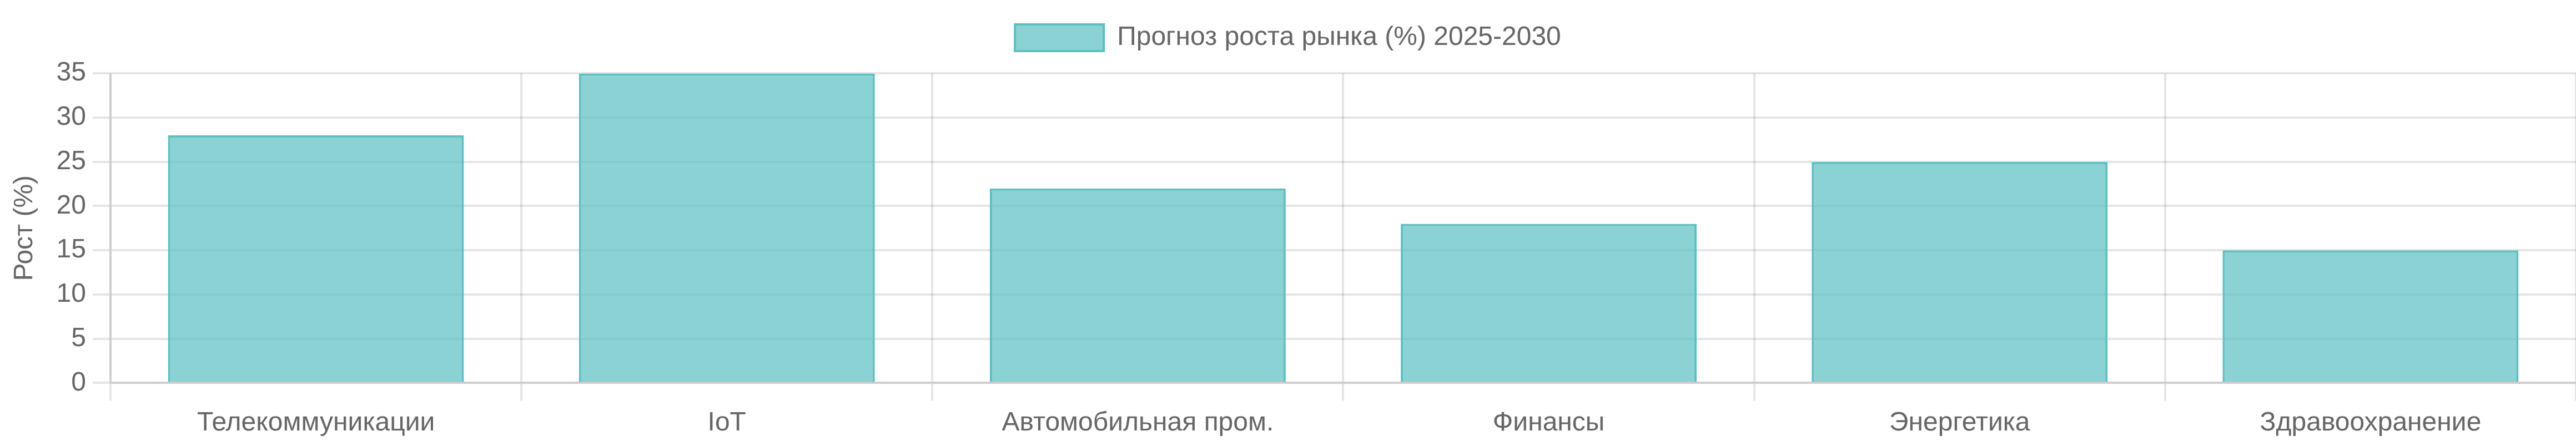 Прогноз роста рынка (%) 2025-2030
Рост (%)
35
30
25
20
15
10
5
0
Телекоммуникации
IoT
Автомобильная пром.
Финансы
Энергетика
Здравоохранение